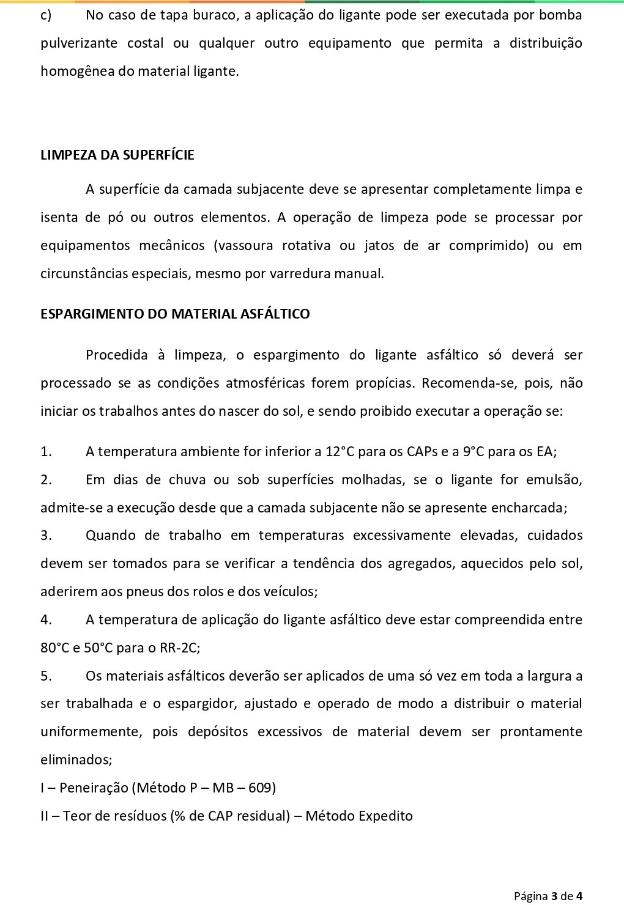 c) No caso de tapa buraco, a aplicação do ligante pode ser executada por bomba
pulverizante costal ou qualquer outro equipamento que permita a distribuição
homogênea do material ligante.
LIMPEZA DA SUPERFÍCIE
A superfície da camada subjacente deve se apresentar completamente limpa e
isenta de pó ou outros elementos. A operação de limpeza pode se processar por
equipamentos mecânicos (vassoura rotativa ou jatos de ar comprimido) ou em
circunstâncias especiais, mesmo por varredura manual.
ESPARGIMENTO DO MATERIAL ASFÁLTICO
Procedida à limpeza, o espargimento do ligante asfáltico só deverá ser
processado se as condições atmosféricas forem propícias. Recomenda-se, pois, não
iniciar os trabalhos antes do nascer do sol, e sendo proibido executar a operação se:
1. A temperatura ambiente for inferior a 12°C para os CAPs e a 9°C para os EA;
2. Em dias de chuva ou sob superfícies molhadas, se o ligante for emulsão,
admite-se a execução desde que a camada subjacente não se apresente encharcada;
3. Quando de trabalho em temperaturas excessivamente elevadas, cuidados
devem ser tomados para se verificar a tendência dos agregados, aquecidos pelo sol,
aderirem aos pneus dos rolos e dos veículos;
4. A temperatura de aplicação do ligante asfáltico deve estar compreendida entre
80°C e 50°C para o RR-2C;
5. Os materiais asfálticos deverão ser aplicados de uma só vez em toda a largura a
ser trabalhada e o espargidor, ajustado e operado de modo a distribuir o material
uniformemente, pois depósitos excessivos de material devem ser prontamente
eliminados;
I – Peneiração (Método P – MB – 609)
II – Teor de resíduos (% de CAP residual) – Método Expedito
Página 3 de 4